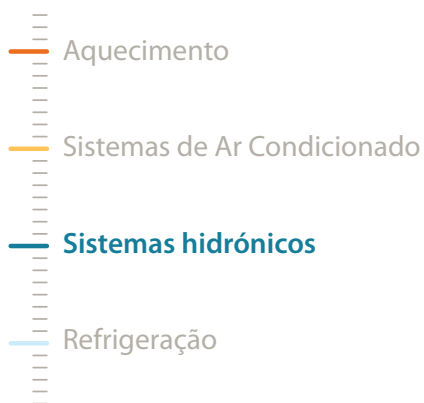 Aquecimento
Sistemas de Ar Condicionado
Sistemas hidrónicos
Refrigeração